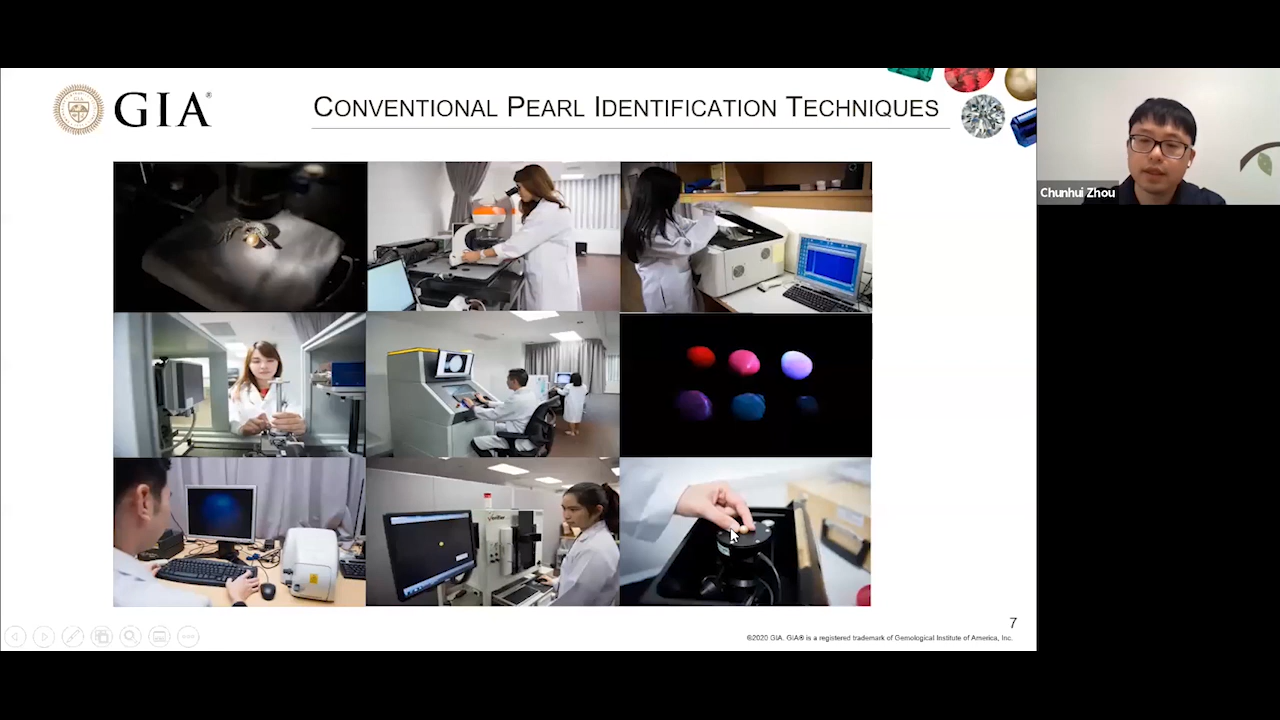 GIA®
CONVENTIONAL PEARL IDENTIFICATION TECHNIQUES
Chunhui Zhou
7
©2020 GIA. GIA® is a registered trademark of Gemological Institute of America, Inc.